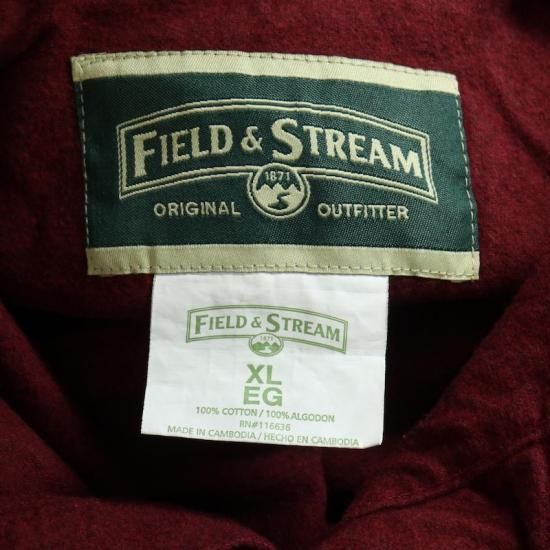 FIELD & STREAM
1871
ORIGINAL OUTFITTER
FIELD & STREAM
1871
XL
EG
100% COTTON / 100% ALGODON
RN#116636
MADE IN CAMBODIA / HECHO EN CAMBODIA